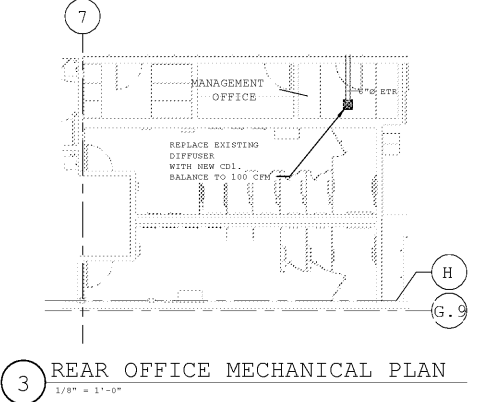 7
MANAGEMENT
OFFICE
6"Ø ETR
REPLACE EXISTING
DIFFUSER
WITH NEW CD1.
BALANCE TO 100 CFM
H
G.9
3
REAR OFFICE MECHANICAL PLAN
1/8" = 1'-0"